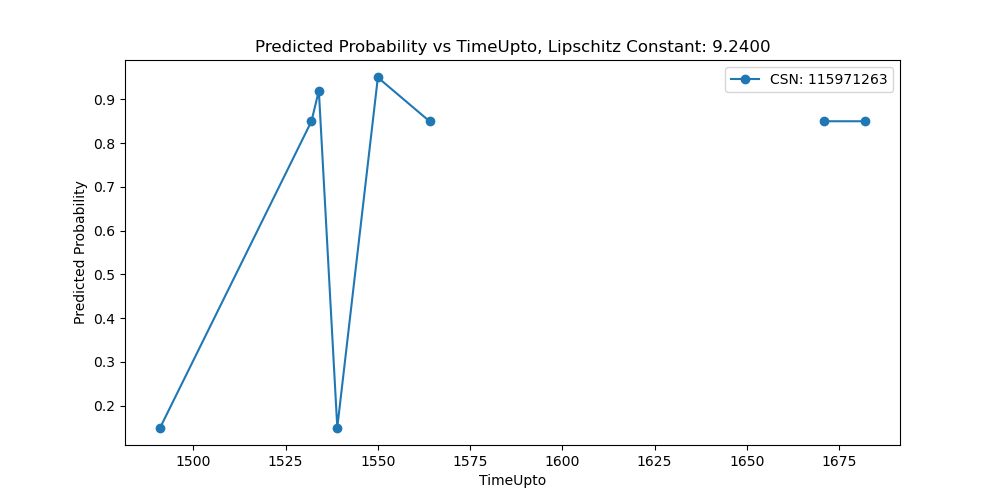 Predicted Probability vs TimeUpto, Lipschitz Constant: 9.2400
CSN: 115971263
Predicted Probability
0.9
0.8
0.7
0.6
0.5
0.4
0.3
0.2
1500 1525 1550 1575 1600 1625 1650 1675
TimeUpto